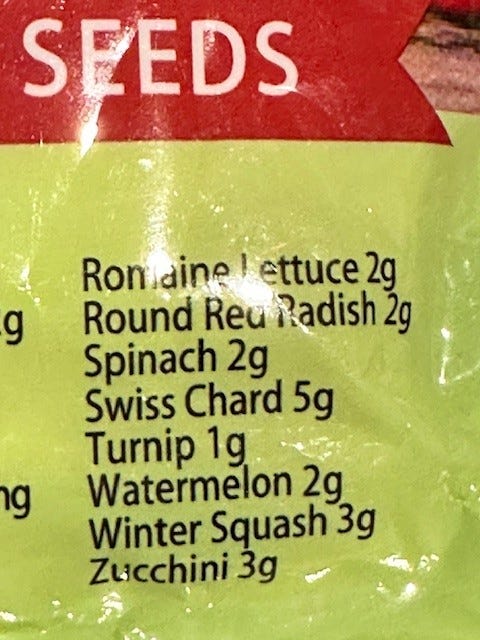 SEEDS
Romaine Lettuce 2g
g Round Red Radish 2g
Spinach 2g
Swiss Chard 5g
Turnip 1g
ng Watermelon 2g
Winter Squash 3g
Zucchini 3g